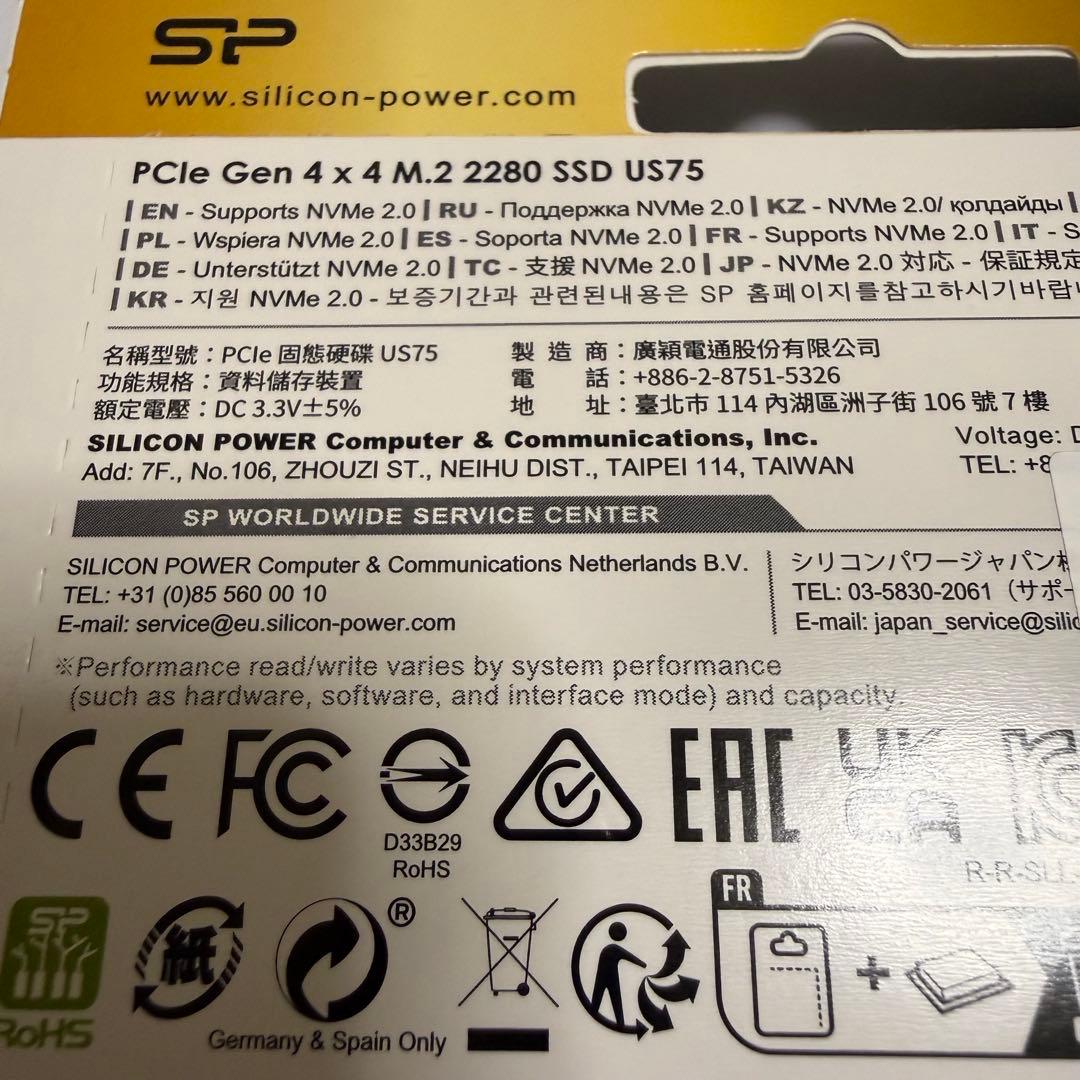 SP
www.silicon-power.com
PCIe Gen 4 x 4 M.2 2280 SSD US75
| EN - Supports NVMe 2.0 | RU - Поддержка NVMe 2.0 | KZ - NVMe 2.0/ қолдайды |
| PL - Wspiera NVMe 2.0 | ES - Soporta NVMe 2.0 | FR - Supports NVMe 2.0 | IT - S
| DE - Unterstützt NVMe 2.0 | TC - 支援 NVMe 2.0 | JP - NVMe 2.0 対応 - 保証規定
| KR - 지원 NVMe 2.0 - 보증기간과 관련된내용은 SP 홈페이지를참고하시기바랍
名稱型號：PCIe 固態硬碟 US75
功能規格：資料儲存裝置
額定電壓：DC 3.3V±5%
製造商：廣穎電通股份有限公司
電話：+886-2-8751-5326
地址：臺北市 114 內湖區洲子街 106 號 7 樓
SILICON POWER Computer & Communications, Inc.
Add: 7F., No.106, ZHOUZI ST., NEIHU DIST., TAIPEI 114, TAIWAN
Voltage: D
TEL: +8
SP WORLDWIDE SERVICE CENTER
SILICON POWER Computer & Communications Netherlands B.V.
TEL: +31 (0)85 560 00 10
E-mail: service@eu.silicon-power.com
シリコンパワージャパン株
TEL: 03-5830-2061（サポー
E-mail: japan_service@silic
※Performance read/write varies by system performance
(such as hardware, software, and interface mode) and capacity.
CE FC
D33B29
RoHS
EAC
UK
CA
R-R-SLL-
SP
RoHS
紙
®
Germany & Spain Only
FR
+